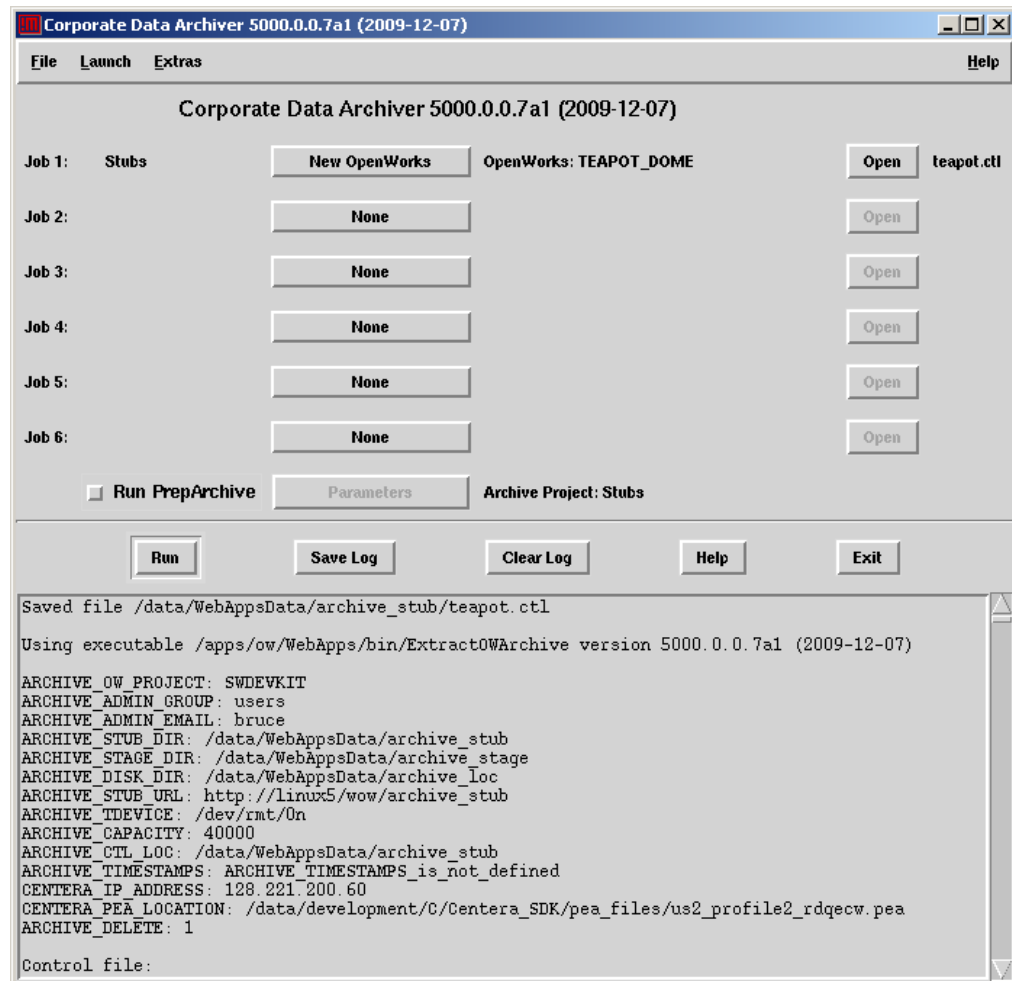 Corporate Data Archiver 5000.0.0.7a1 (2009-12-07)
File Launch Extras Help
Corporate Data Archiver 5000.0.0.7a1 (2009-12-07)
Job 1: Stubs New OpenWorks OpenWorks: TEAPOT_DOME Open teapot.ctl
Job 2: None Open
Job 3: None Open
Job 4: None Open
Job 5: None Open
Job 6: None Open
Run PrepArchive Parameters Archive Project: Stubs
Run Save Log Clear Log Help Exit
Saved file /data/WebAppsData/archive_stub/teapot.ctl
Using executable /apps/ow/WebApps/bin/ExtractOWArchive version 5000.0.0.7a1 (2009-12-07)
ARCHIVE_OW_PROJECT: SWDEVKIT
ARCHIVE_ADMIN_GROUP: users
ARCHIVE_ADMIN_EMAIL: bruce
ARCHIVE_STUB_DIR: /data/WebAppsData/archive_stub
ARCHIVE_STAGE_DIR: /data/WebAppsData/archive_stage
ARCHIVE_DISK_DIR: /data/WebAppsData/archive_loc
ARCHIVE_STUB_URL: http://linux5/wow/archive_stub
ARCHIVE_TDEVICE: /dev/rmt/0n
ARCHIVE_CAPACITY: 40000
ARCHIVE_CTL_LOC: /data/WebAppsData/archive_stub
ARCHIVE_TIMESTAMPS: ARCHIVE_TIMESTAMPS_is_not_defined
CENTERA_IP_ADDRESS: 128.221.200.60
CENTERA_PEA_LOCATION: /data/development/C/Centera_SDK/pea_files/us2_profile2_rdqecw.pea
ARCHIVE_DELETE: 1
Control file: